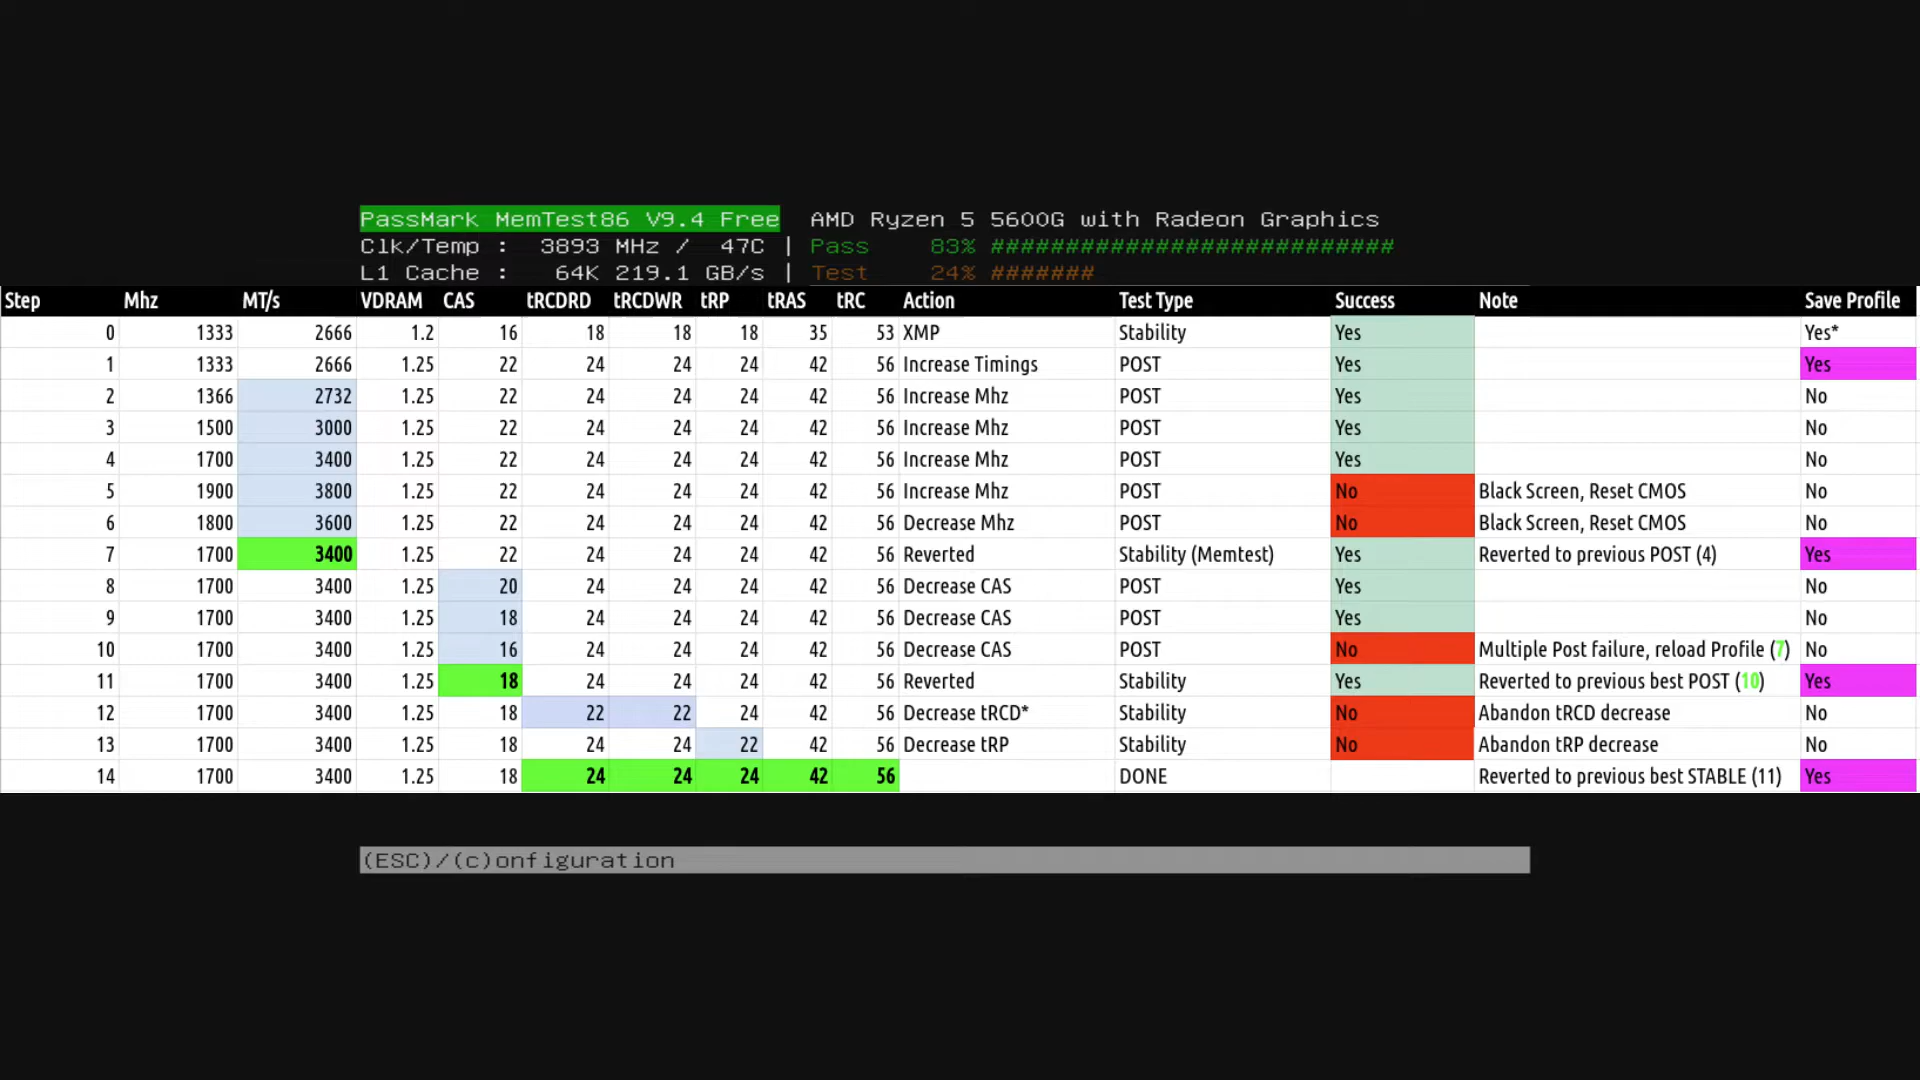 PassMark MemTest86 V9.4 Free AMD Ryzen 5 5600G with Radeon Graphics
Clk/Temp : 3893 MHz / 47C | Pass 83% ###########################
L1 Cache : 64K 219.1 GB/s | Test 24% #######
Step Mhz MT/s VDRAM CAS tRCDRD tRCDWR tRP tRAS tRC Action Test Type Success Note Save Profile
0 1333 2666 1.2 16 18 18 18 35 53 XMP Stability Yes Yes*
1 1333 2666 1.25 22 24 24 24 42 56 Increase Timings POST Yes Yes
2 1366 2732 1.25 22 24 24 24 42 56 Increase Mhz POST Yes No
3 1500 3000 1.25 22 24 24 24 42 56 Increase Mhz POST Yes No
4 1700 3400 1.25 22 24 24 24 42 56 Increase Mhz POST Yes No
5 1900 3800 1.25 22 24 24 24 42 56 Increase Mhz POST No Black Screen, Reset CMOS No
6 1800 3600 1.25 22 24 24 24 42 56 Decrease Mhz POST No Black Screen, Reset CMOS No
7 1700 3400 1.25 22 24 24 24 42 56 Reverted Stability (Memtest) Yes Reverted to previous POST (4) Yes
8 1700 3400 1.25 20 24 24 24 42 56 Decrease CAS POST Yes No
9 1700 3400 1.25 18 24 24 24 42 56 Decrease CAS POST Yes No
10 1700 3400 1.25 16 24 24 24 42 56 Decrease CAS POST No Multiple Post failure, reload Profile (7) No
11 1700 3400 1.25 18 24 24 24 42 56 Reverted Stability Yes Reverted to previous best POST (10) Yes
12 1700 3400 1.25 18 22 22 24 42 56 Decrease tRCD* Stability No Abandon tRCD decrease No
13 1700 3400 1.25 18 24 24 22 42 56 Decrease tRP Stability No Abandon tRP decrease No
14 1700 3400 1.25 18 24 24 24 42 56 DONE Reverted to previous best STABLE (11) Yes
(ESC)/(c)onfiguration